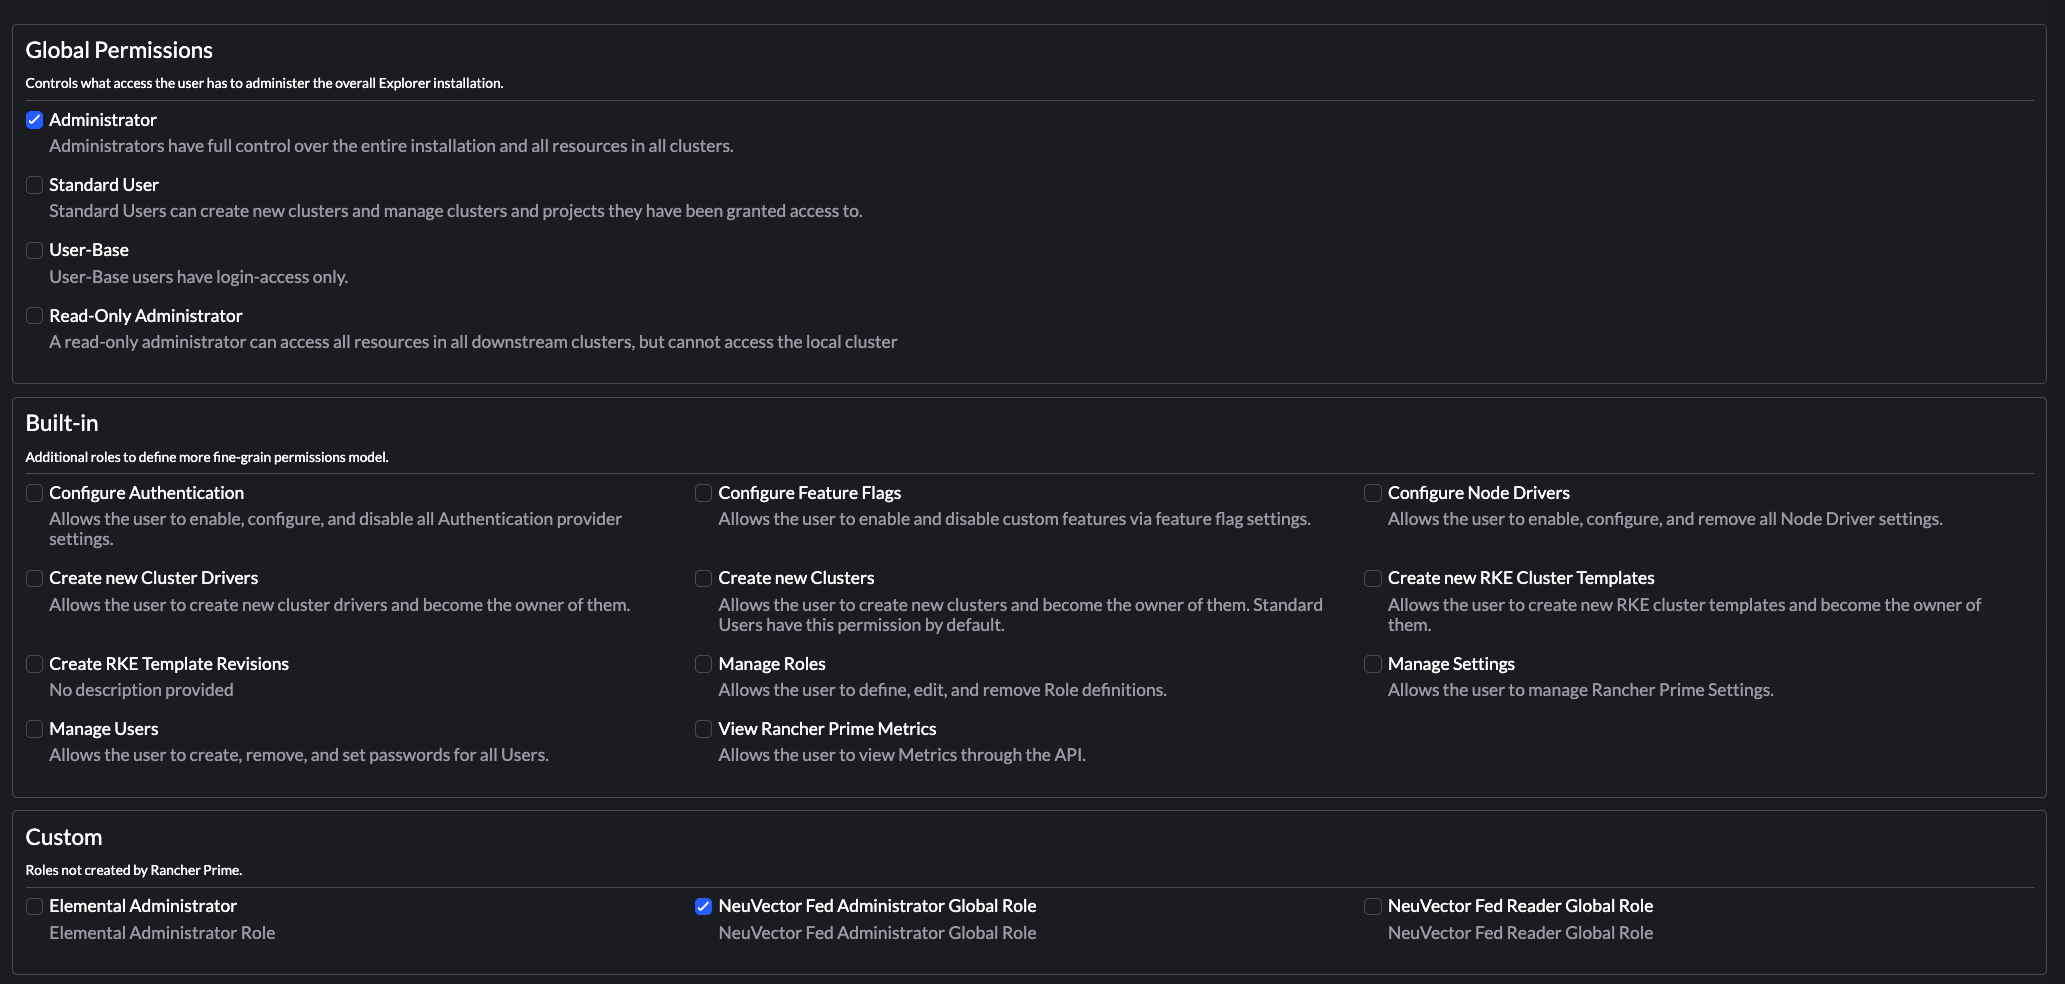 Global Permissions
Controls what access the user has to administer the overall Explorer installation.
Administrator
Administrators have full control over the entire installation and all resources in all clusters.
Standard User
Standard Users can create new clusters and manage clusters and projects they have been granted access to.
User-Base
User-Base users have login-access only.
Read-Only Administrator
A read-only administrator can access all resources in all downstream clusters, but cannot access the local cluster
Built-in
Additional roles to define more fine-grain permissions model.
Configure Authentication
Allows the user to enable, configure, and disable all Authentication provider
settings.
Configure Feature Flags
Allows the user to enable and disable custom features via feature flag settings.
Configure Node Drivers
Allows the user to enable, configure, and remove all Node Driver settings.
Create new Cluster Drivers
Allows the user to create new cluster drivers and become the owner of them.
Create new Clusters
Allows the user to create new clusters and become the owner of them. Standard
Users have this permission by default.
Create new RKE Cluster Templates
Allows the user to create new RKE cluster templates and become the owner of
them.
Create RKE Template Revisions
No description provided
Manage Roles
Allows the user to define, edit, and remove Role definitions.
Manage Settings
Allows the user to manage Rancher Prime Settings.
Manage Users
Allows the user to create, remove, and set passwords for all Users.
View Rancher Prime Metrics
Allows the user to view Metrics through the API.
Custom
Roles not created by Rancher Prime.
Elemental Administrator
Elemental Administrator Role
NeuVector Fed Administrator Global Role
NeuVector Fed Administrator Global Role
NeuVector Fed Reader Global Role
NeuVector Fed Reader Global Role